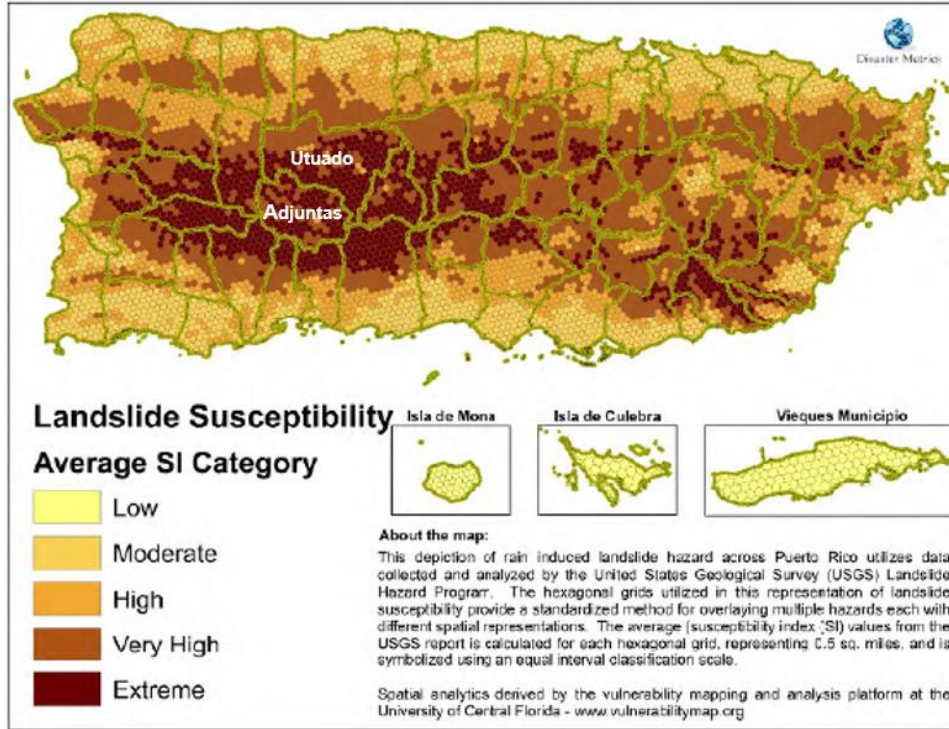 Disaster Metrics
Utuado
Adjuntas
Landslide Susceptibility
Average SI Category
Low
Moderate
High
Very High
Extreme
Isla de Mona
Isla de Culebra
Vieques Municipio
About the map:
This depiction of rain induced landslide hazard across Puerto Rico utilizes data
collected and analyzed by the United States Geological Survey (USGS) Landslide
Hazard Program. The hexagonal grids utilized in this representation of landslide
susceptibility provide a standardized method for overlaying multiple hazards each with
different spatial representations. The average (susceptibility index (SI) values from the
USGS report is calculated for each hexagonal grid, representing 0.5 sq. miles, and is
symbolized using an equal interval classification scale.
Spatial analytics derived by the vulnerability mapping and analysis platform at the
University of Central Florida - www.vulnerabilitymap.org